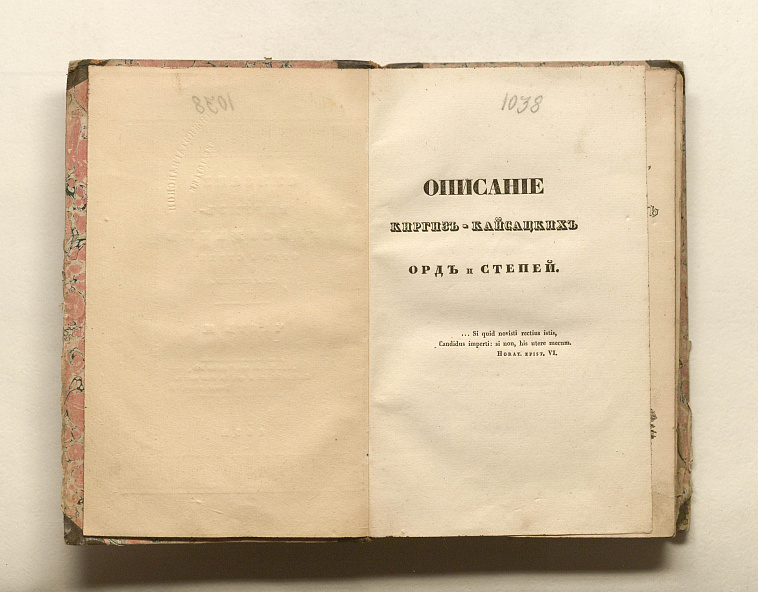 1038
ОПИСАНІЕ
КИРГИЗЪ-КАЙСАЦКИХЪ
ОРДЪ и СТЕПЕЙ.
... Si quid novisti rectius istis,
Candidus imperti: si non, his utere mecum.
HORAT. EPIST. VI.